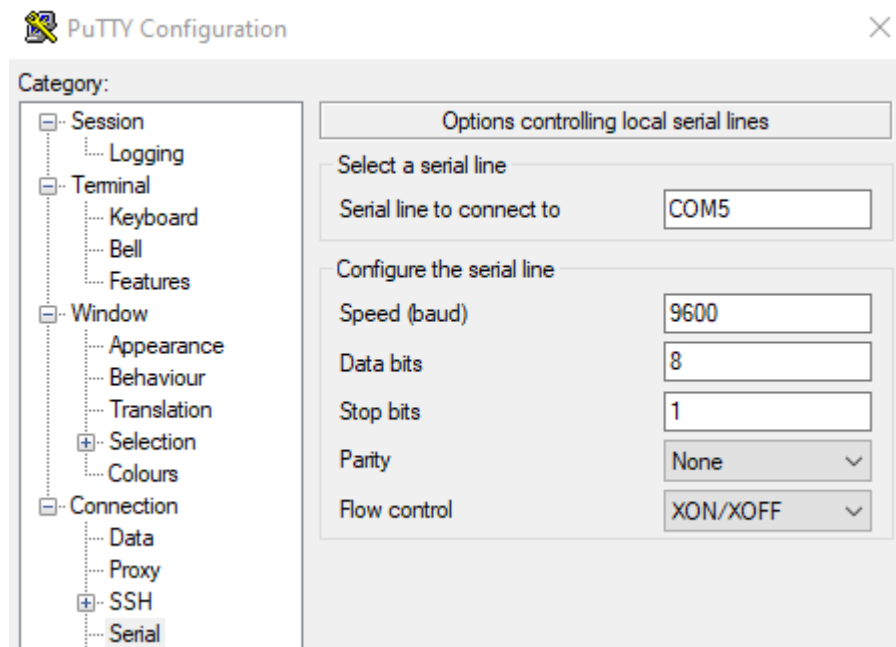 PuTTY Configuration
Category:
Session
Logging
Terminal
Keyboard
Bell
Features
Window
Appearance
Behaviour
Translation
Selection
Colours
Connection
Data
Proxy
SSH
Serial
Options controlling local serial lines
Select a serial line
Serial line to connect to COM5
Configure the serial line
Speed (baud) 9600
Data bits 8
Stop bits 1
Parity None
Flow control XON/XOFF